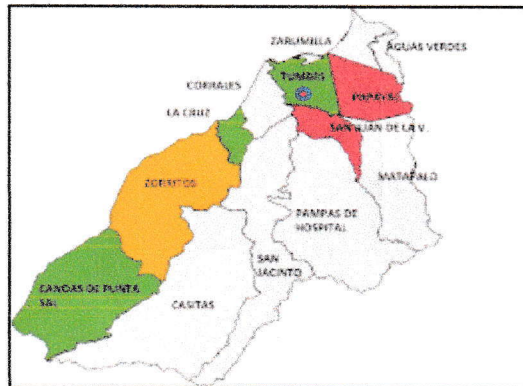 ZARUMILLA
AGUAS VERDES
CORRALES
TUMBES
PAPAYAL
LA CRUZ
SAN JUAN DE LA V.
ZORRITOS
MATAPALO
PAMPAS DE
HOSPITAL
SAN
JACINTO
CANOAS DE PUNTA
SAL
CASITAS